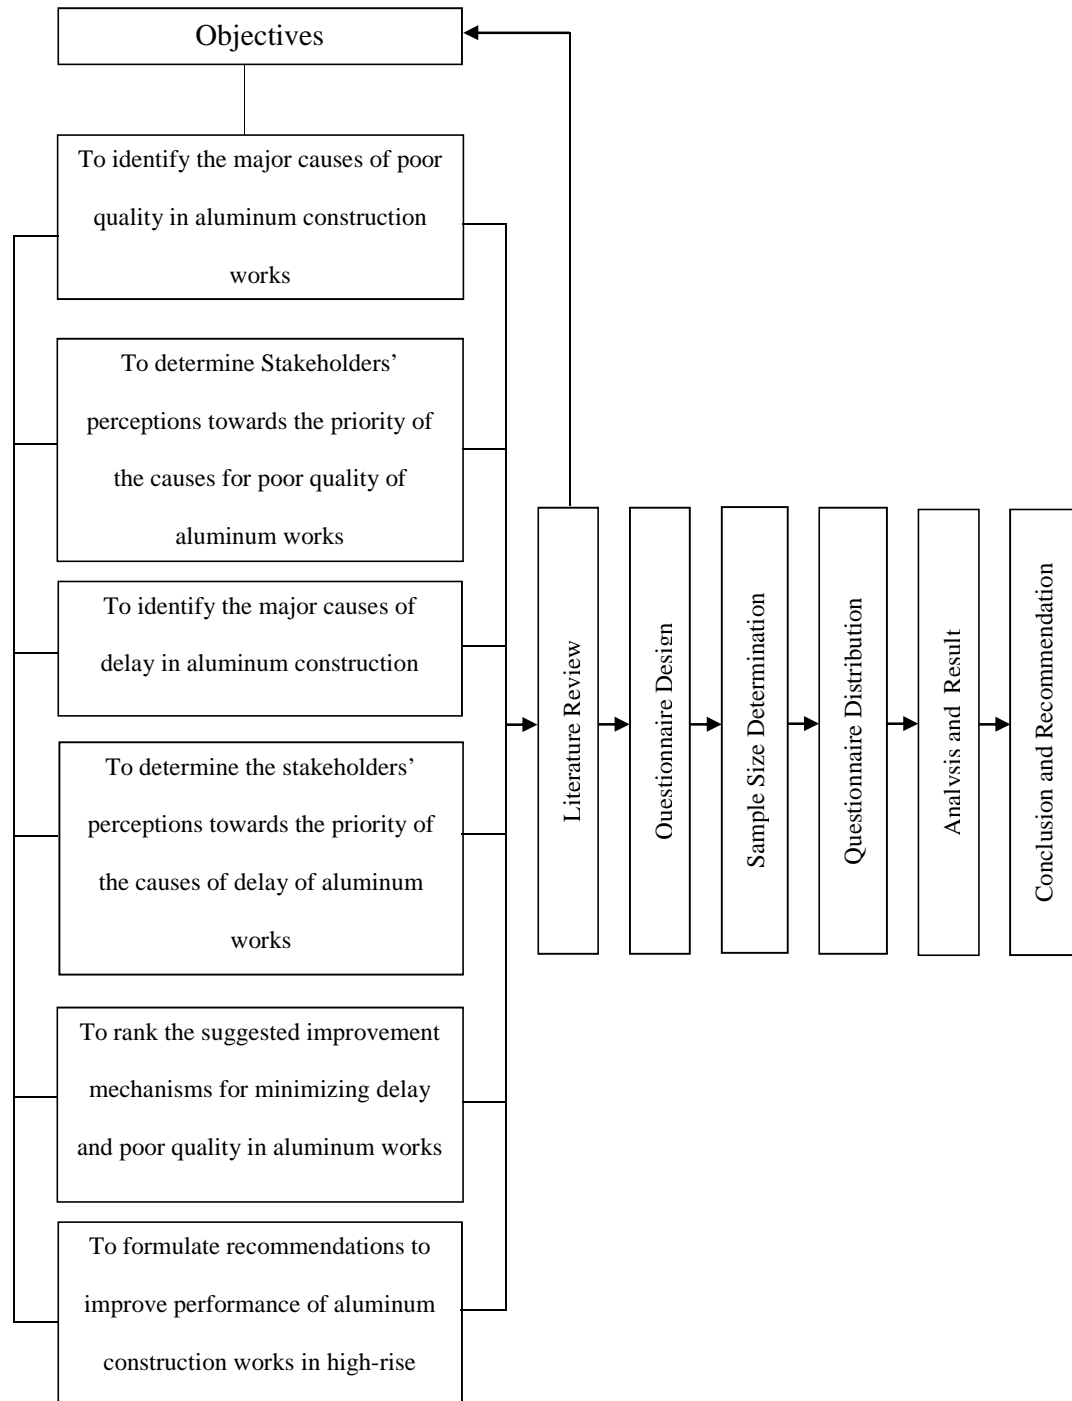 Objectives
To identify the major causes of poor
quality in aluminum construction
works
To determine Stakeholders’
perceptions towards the priority of
the causes for poor quality of
aluminum works
To identify the major causes of
delay in aluminum construction
To determine the stakeholders’
perceptions towards the priority of
the causes of delay of aluminum
works
To rank the suggested improvement
mechanisms for minimizing delay
and poor quality in aluminum works
To formulate recommendations to
improve performance of aluminum
construction works in high-rise
Literature Review
Questionnaire Design
Sample Size Determination
Questionnaire Distribution
Analysis and Result
Conclusion and Recommendation